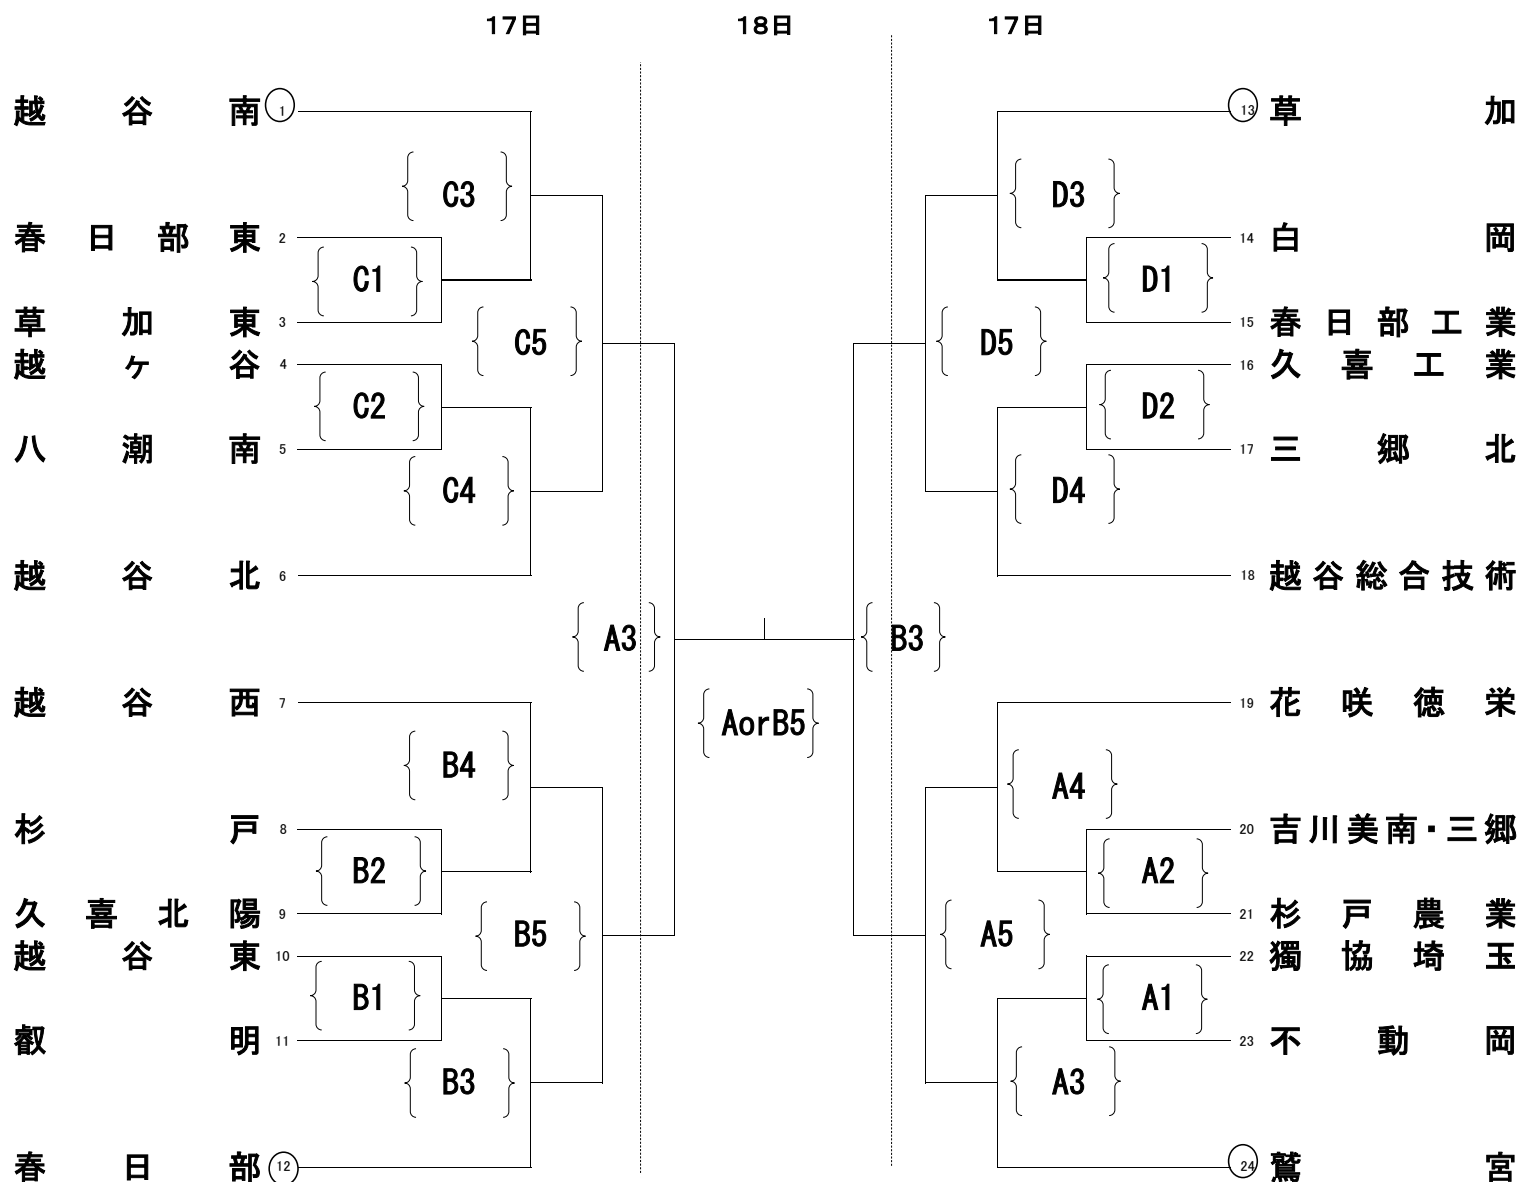 17日 18日 17日
越谷南 1 13 草加
C3 D3
春日部東 2 14 白岡
C1 D1
草加東 3 15 春日部工業
C5 D5
越ヶ谷 4 16 久喜工業
C2 D2
八潮南 5 17 三郷北
C4 D4
越谷北 6 18 越谷総合技術
A3 B3
越谷西 7 19 花咲徳栄
AorB5
B4 A4
杉戸 8 20 吉川美南・三郷
B2 A2
久喜北陽 9 21 杉戸農業
B5 A5
越谷東 10 22 獨協埼玉
B1 A1
叡明 11 23 不動岡
B3 A3
春日部 12 24 鷲宮